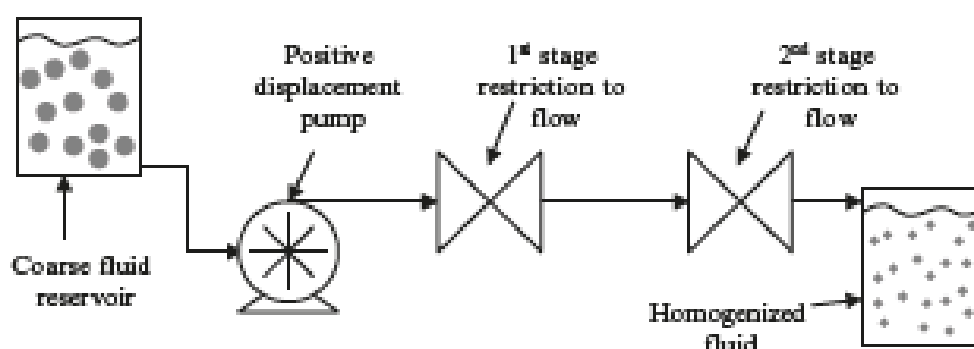 Positive
displacement
pump
1st stage
restriction to
flow
2nd stage
restriction to
flow
Coarse fluid
reservoir
Homogenized
fluid